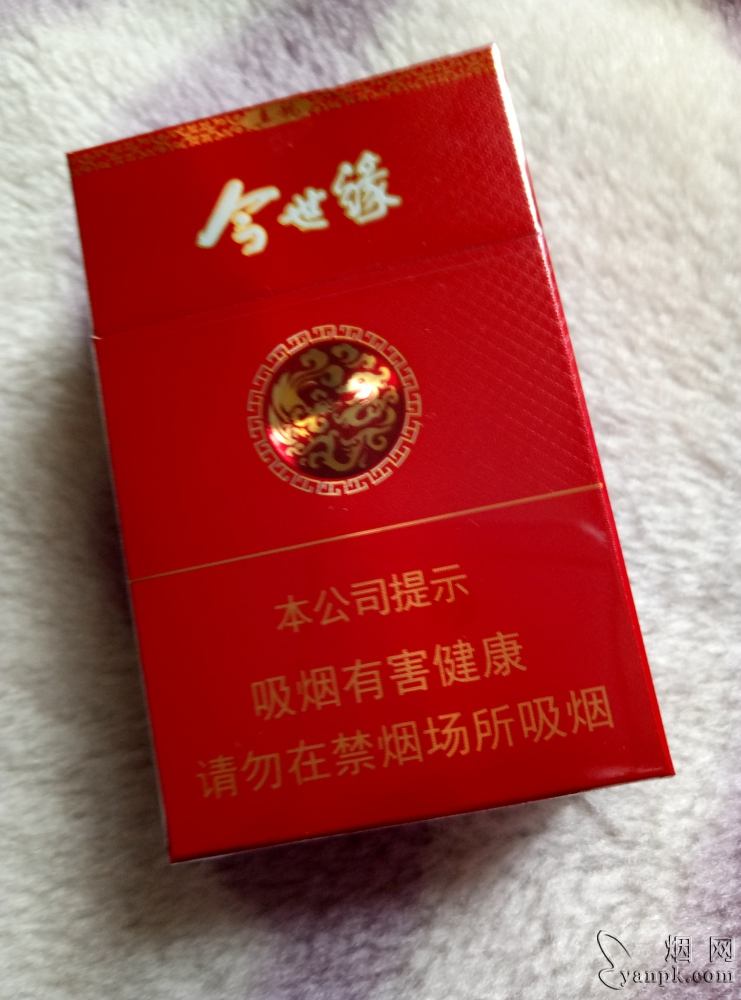 今世缘
本公司提示
吸烟有害健康
请勿在禁烟场所吸烟
烟网
yanpk.com